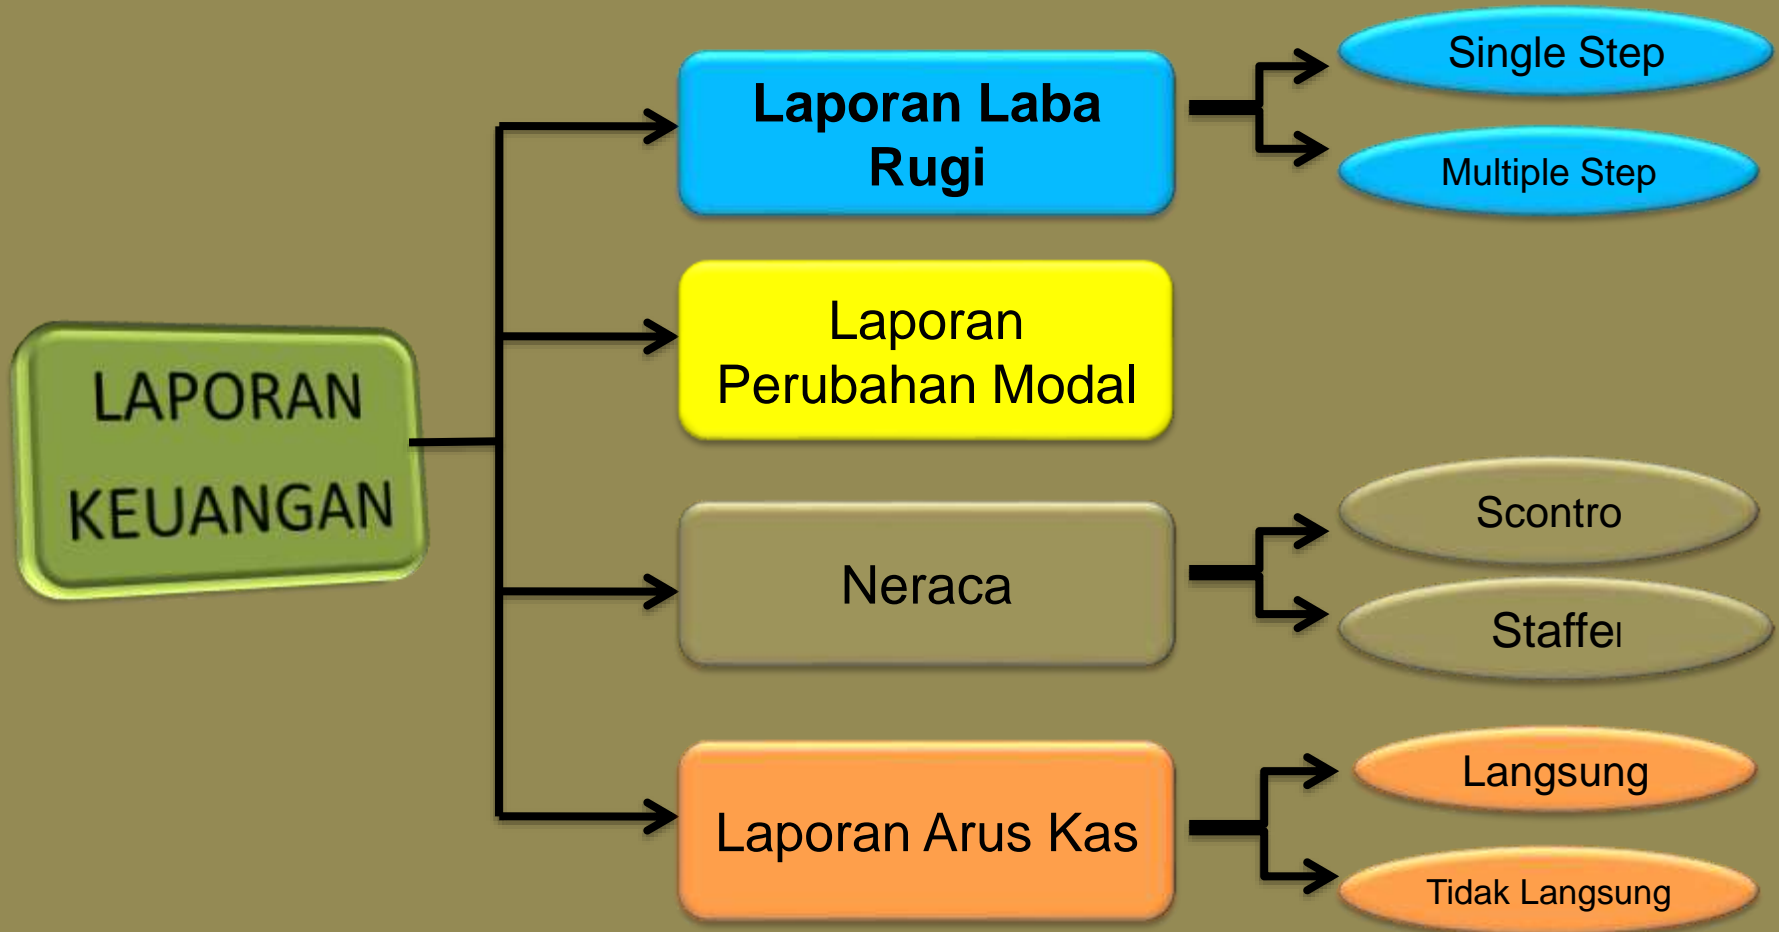 LAPORAN
KEUANGAN
Laporan Laba
Rugi
Single Step
Multiple Step
Laporan
Perubahan Modal
Neraca
Scontro
Staffel
Laporan Arus Kas
Langsung
Tidak Langsung